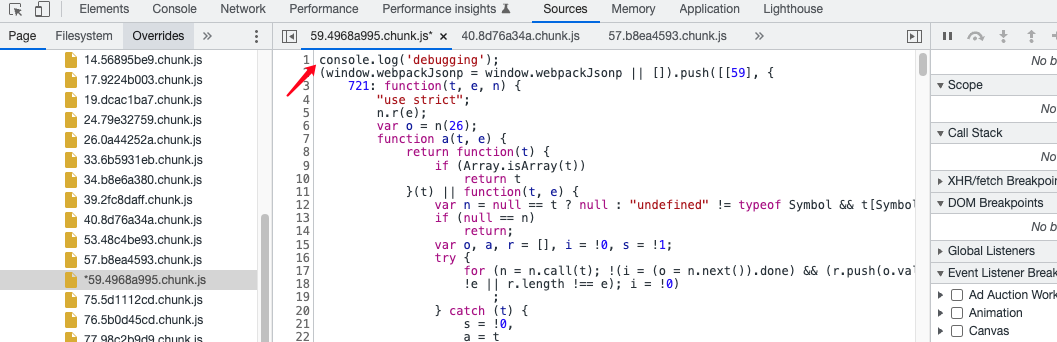 Elements Console Network Performance Performance insights Sources Memory Application Lighthouse
Page Filesystem Overrides »
59.4968a995.chunk.js* × 40.8d76a34a.chunk.js 57.b8ea4593.chunk.js »
14.56895be9.chunk.js
17.9224b003.chunk.js
19.dcac1ba7.chunk.js
24.79e32759.chunk.js
26.0a44252a.chunk.js
33.6b5931eb.chunk.js
34.b8e6a380.chunk.js
39.2fc8daff.chunk.js
40.8d76a34a.chunk.js
53.48c4be93.chunk.js
57.b8ea4593.chunk.js
*59.4968a995.chunk.js
75.5d1112cd.chunk.js
76.5b0d45cd.chunk.js
77.98c2b9d9.chunk.js
1 console.log('debugging');
2 (window.webpackJsonp = window.webpackJsonp || []).push([[59], {
3 721: function(t, e, n) {
4 "use strict";
5 n.r(e);
6 var o = n(26);
7 function a(t, e) {
8 return function(t) {
9 if (Array.isArray(t))
10 return t
11 }(t) || function(t, e) {
12 var n = null == t ? null : "undefined" != typeof Symbol && t[Symbol
13 if (null == n)
14 return;
15 var o, a, r = [], i = !0, s = !1;
16 try {
17 for (n = n.call(t); !(i = (o = n.next()).done) && (r.push(o.val
18 !e || r.length !== e); i = !0)
19 ;
20 } catch (t) {
21 s = !0,
22 a = t
No b
Scope
No
Call Stack
No
XHR/fetch Breakpoin
DOM Breakpoints
No b
Global Listeners
Event Listener Break
Ad Auction Work
Animation
Canvas